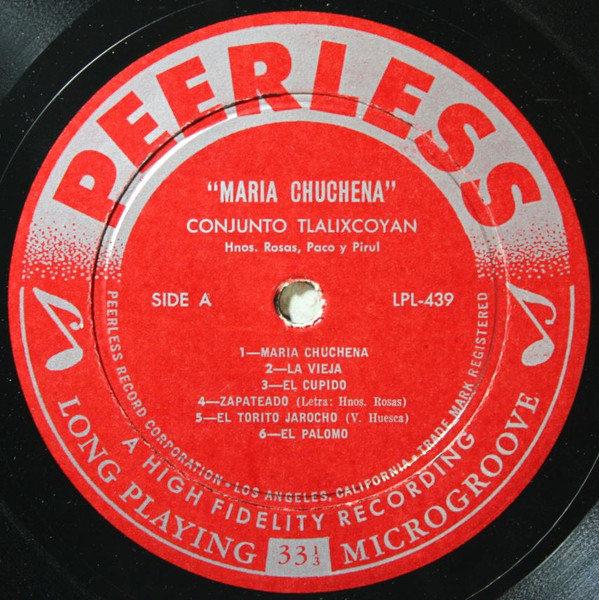 PEERLESS
"MARIA CHUCHENA"
CONJUNTO TLALIXCOYAN
Hnos. Rosas, Paco y Pirul
SIDE A
LPL-439
1—MARIA CHUCHENA
2—LA VIEJA
3—EL CUPIDO
4—ZAPATEADO (Letra: Hnos. Rosas)
5—EL TORITO JAROCHO (V. Huesca)
6—EL PALOMO
PEERLESS RECORD CORPORATION • LOS ANGELES, CALIFORNIA • TRADE MARK REGISTERED
A HIGH FIDELITY RECORDING
LONG PLAYING 33 1/3 MICROGROOVE